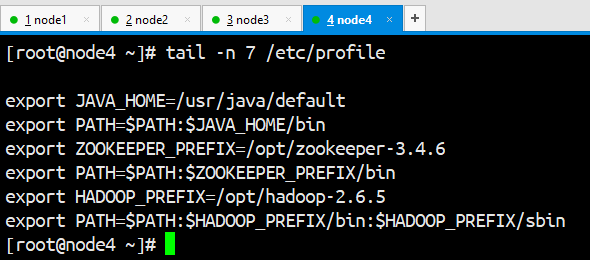 1 node1 × 2 node2 × 3 node3 × 4 node4 × +
[root@node4 ~]# tail -n 7 /etc/profile
export JAVA_HOME=/usr/java/default
export PATH=$PATH:$JAVA_HOME/bin
export ZOOKEEPER_PREFIX=/opt/zookeeper-3.4.6
export PATH=$PATH:$ZOOKEEPER_PREFIX/bin
export HADOOP_PREFIX=/opt/hadoop-2.6.5
export PATH=$PATH:$HADOOP_PREFIX/bin:$HADOOP_PREFIX/sbin
[root@node4 ~]#